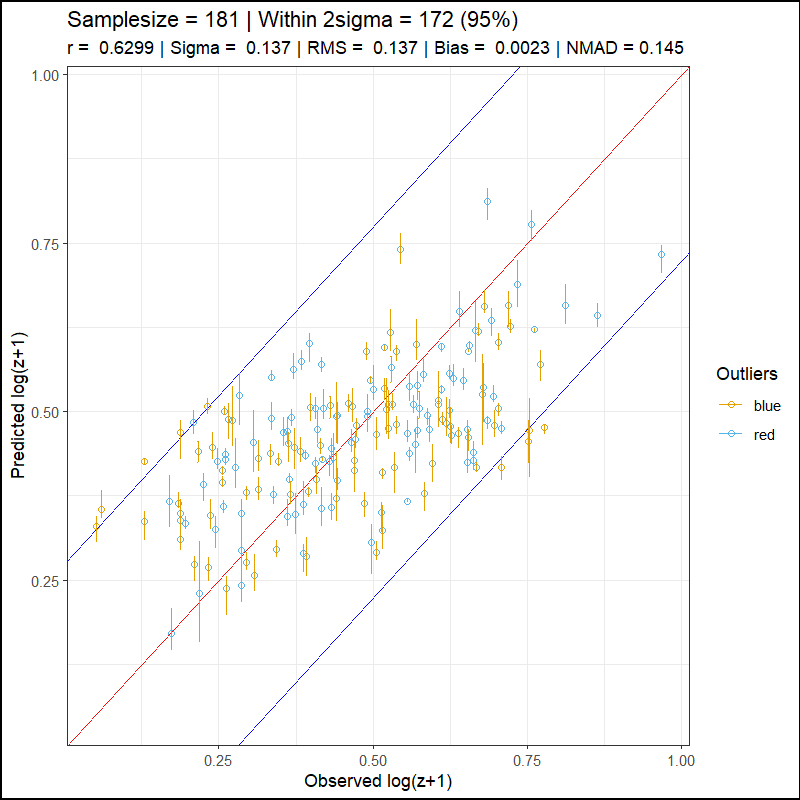 Samplesize = 181 | Within 2sigma = 172 (95%)
r =  0.6299 | Sigma =  0.137 | RMS =  0.137 | Bias =  0.0023 | NMAD = 0.145
1.00
0.75
0.50
0.25
Predicted log(z+1)
0.25 0.50 0.75 1.00
Observed log(z+1)
Outliers
blue
red